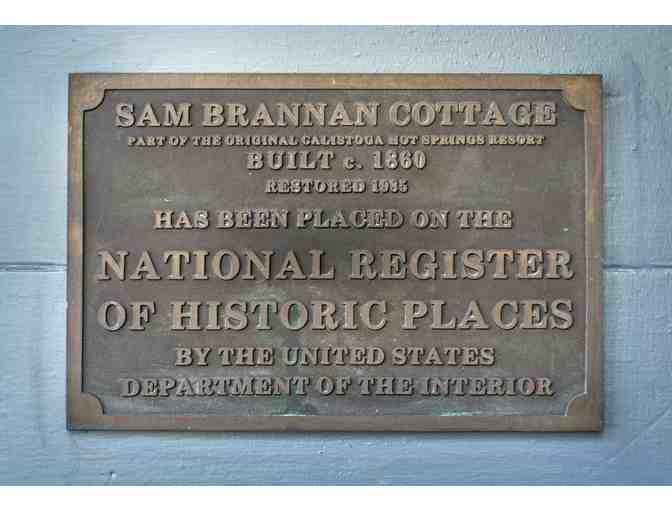 SAM BRANNAN COTTAGE
PART OF THE ORIGINAL CALISTOGA HOT SPRINGS RESORT
BUILT c. 1860
RESTORED 1985
HAS BEEN PLACED ON THE
NATIONAL REGISTER
OF HISTORIC PLACES
BY THE UNITED STATES
DEPARTMENT OF THE INTERIOR